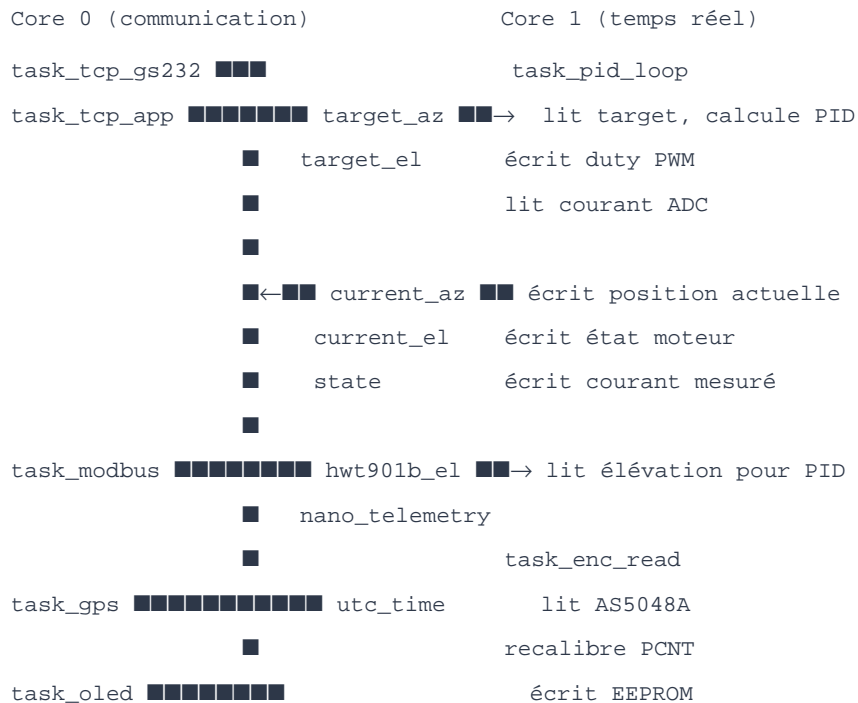 Core 0 (communication) Core 1 (temps réel)
task_tcp_gs232 ■■■ task_pid_loop
task_tcp_app ■■■■■■■ target_az ■■→ lit target, calcule PID
■ target_el écrit duty PWM
■ lit courant ADC
■
■←■■ current_az ■■ écrit position actuelle
■ current_el écrit état moteur
■ state écrit courant mesuré
■
task_modbus ■■■■■■■■ hwt901b_el ■■→ lit élévation pour PID
■ nano_telemetry
■ task_enc_read
task_gps ■■■■■■■■■■■ utc_time lit AS5048A
■ recalibre PCNT
task_oled ■■■■■■■■ écrit EEPROM